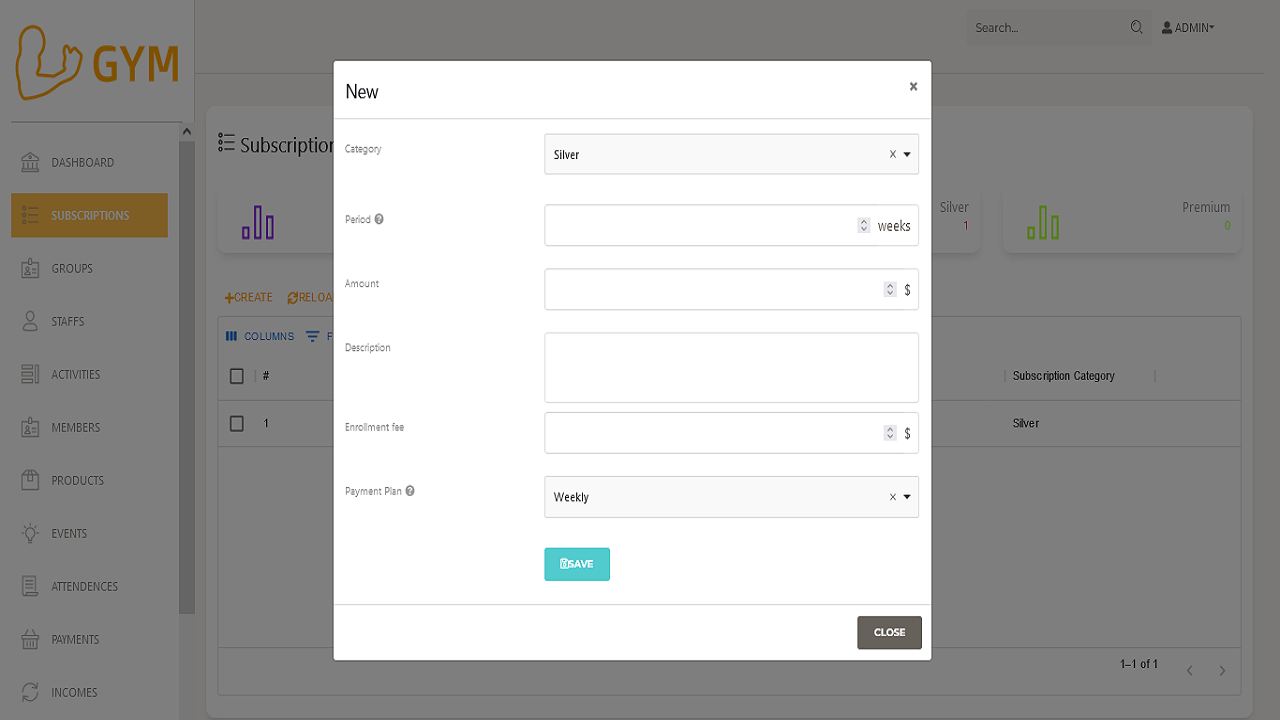 GYM
Search...
ADMIN
DASHBOARD
SUBSCRIPTIONS
GROUPS
STAFFS
ACTIVITIES
MEMBERS
PRODUCTS
EVENTS
ATTENDENCES
PAYMENTS
INCOMES
Subscription
Silver
1
Premium
0
CREATE
RELOA
COLUMNS
F
#
Subscription Category
1
Silver
1–1 of 1
New
×
Category
Silver
x
Period
weeks
Amount
$
Description
Enrollment fee
$
Payment Plan
Weekly
x
SAVE
CLOSE